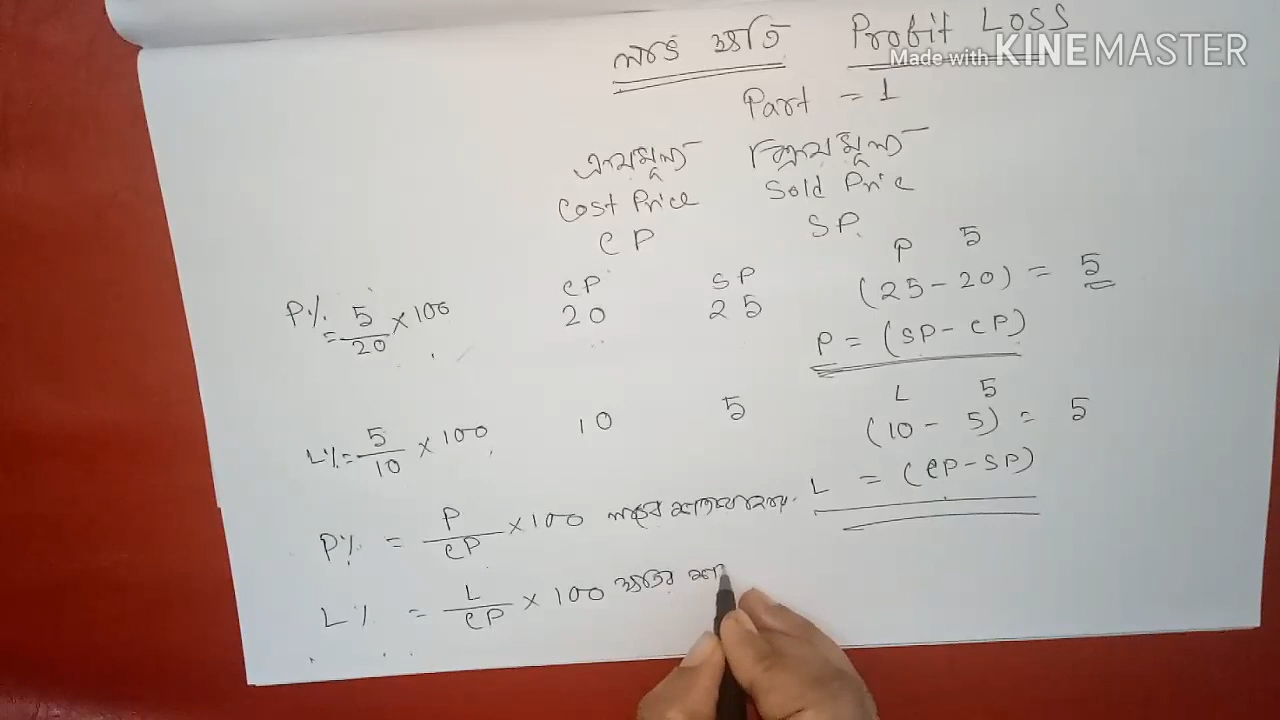 লাভ ক্ষতি Profit LOSS
Made with KINEMASTER
Part = 1
ক্রয়মূল্য বিক্রয়মূল্য
Cost Price Sold Price
CP SP
P 5
CP SP (25 - 20) = 5
P% = 5/20 × 100 20 25
P = (SP - CP)
L 5
10 5 (10 - 5) = 5
L% = 5/10 × 100
L = (CP - SP)
P% = P/CP × 100 লাভের
L% = L/CP × 100 ক্ষতির